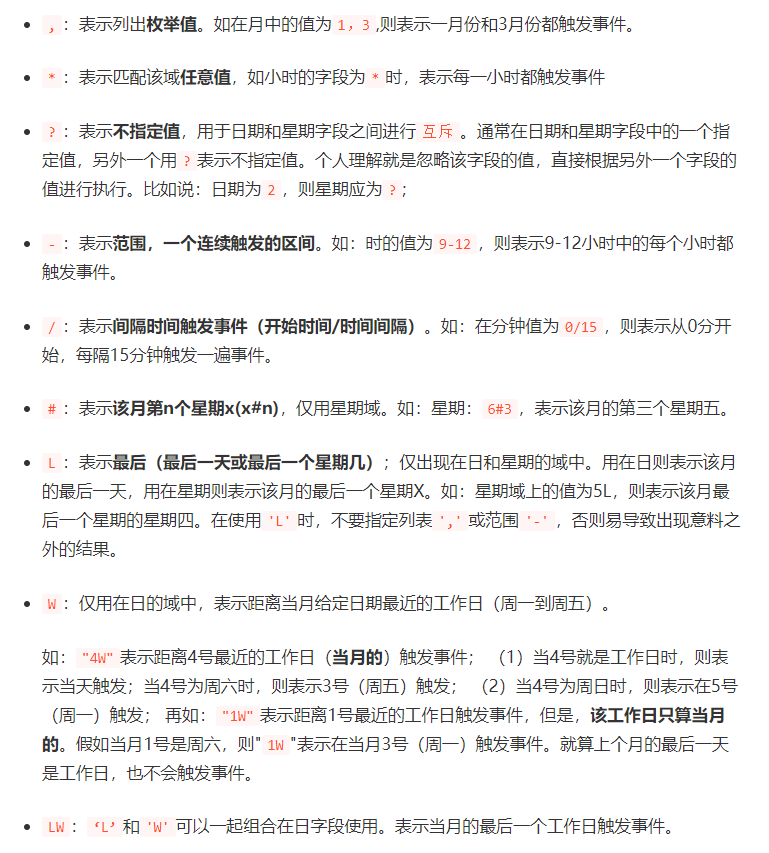 , ：表示列出枚举值。如在月中的值为 1，3 ,则表示一月份和3月份都触发事件。
* ：表示匹配该域任意值，如小时的字段为 * 时，表示每一小时都触发事件
? ：表示不指定值，用于日期和星期字段之间进行 互斥 。通常在日期和星期字段中的一个指
定值，另外一个用 ? 表示不指定值。个人理解就是忽略该字段的值，直接根据另外一个字段的
值进行执行。比如说：日期为 2 ，则星期应为 ? ；
- ：表示范围，一个连续触发的区间。如：时的值为 9-12 ，则表示9-12小时中的每个小时都
触发事件。
/ ：表示间隔时间触发事件（开始时间/时间间隔）。如：在分钟值为 0/15 ，则表示从0分开
始，每隔15分钟触发一遍事件。
# ：表示该月第n个星期x(x#n)，仅用星期域。如：星期： 6#3 ，表示该月的第三个星期五。
L ：表示最后（最后一天或最后一个星期几）；仅出现在日和星期的域中。用在日则表示该月
的最后一天，用在星期则表示该月的最后一个星期X。如：星期域上的值为5L，则表示该月最
后一个星期的星期四。在使用 'L' 时，不要指定列表 ',' 或范围 '-' ，否则易导致出现意料之
外的结果。
W ：仅用在日的域中，表示距离当月给定日期最近的工作日（周一到周五）。
如： "4W" 表示距离4号最近的工作日（当月的）触发事件； （1）当4号就是工作日时，则表
示当天触发；当4号为周六时，则表示3号（周五）触发； （2）当4号为周日时，则表示在5号
（周一）触发； 再如： "1W" 表示距离1号最近的工作日触发事件，但是，该工作日只算当月
的。假如当月1号是周六，则" 1W "表示在当月3号（周一）触发事件。就算上个月的最后一天
是工作日，也不会触发事件。
LW ： ‘L’ 和 'W' 可以一起组合在日字段使用。表示当月的最后一个工作日触发事件。